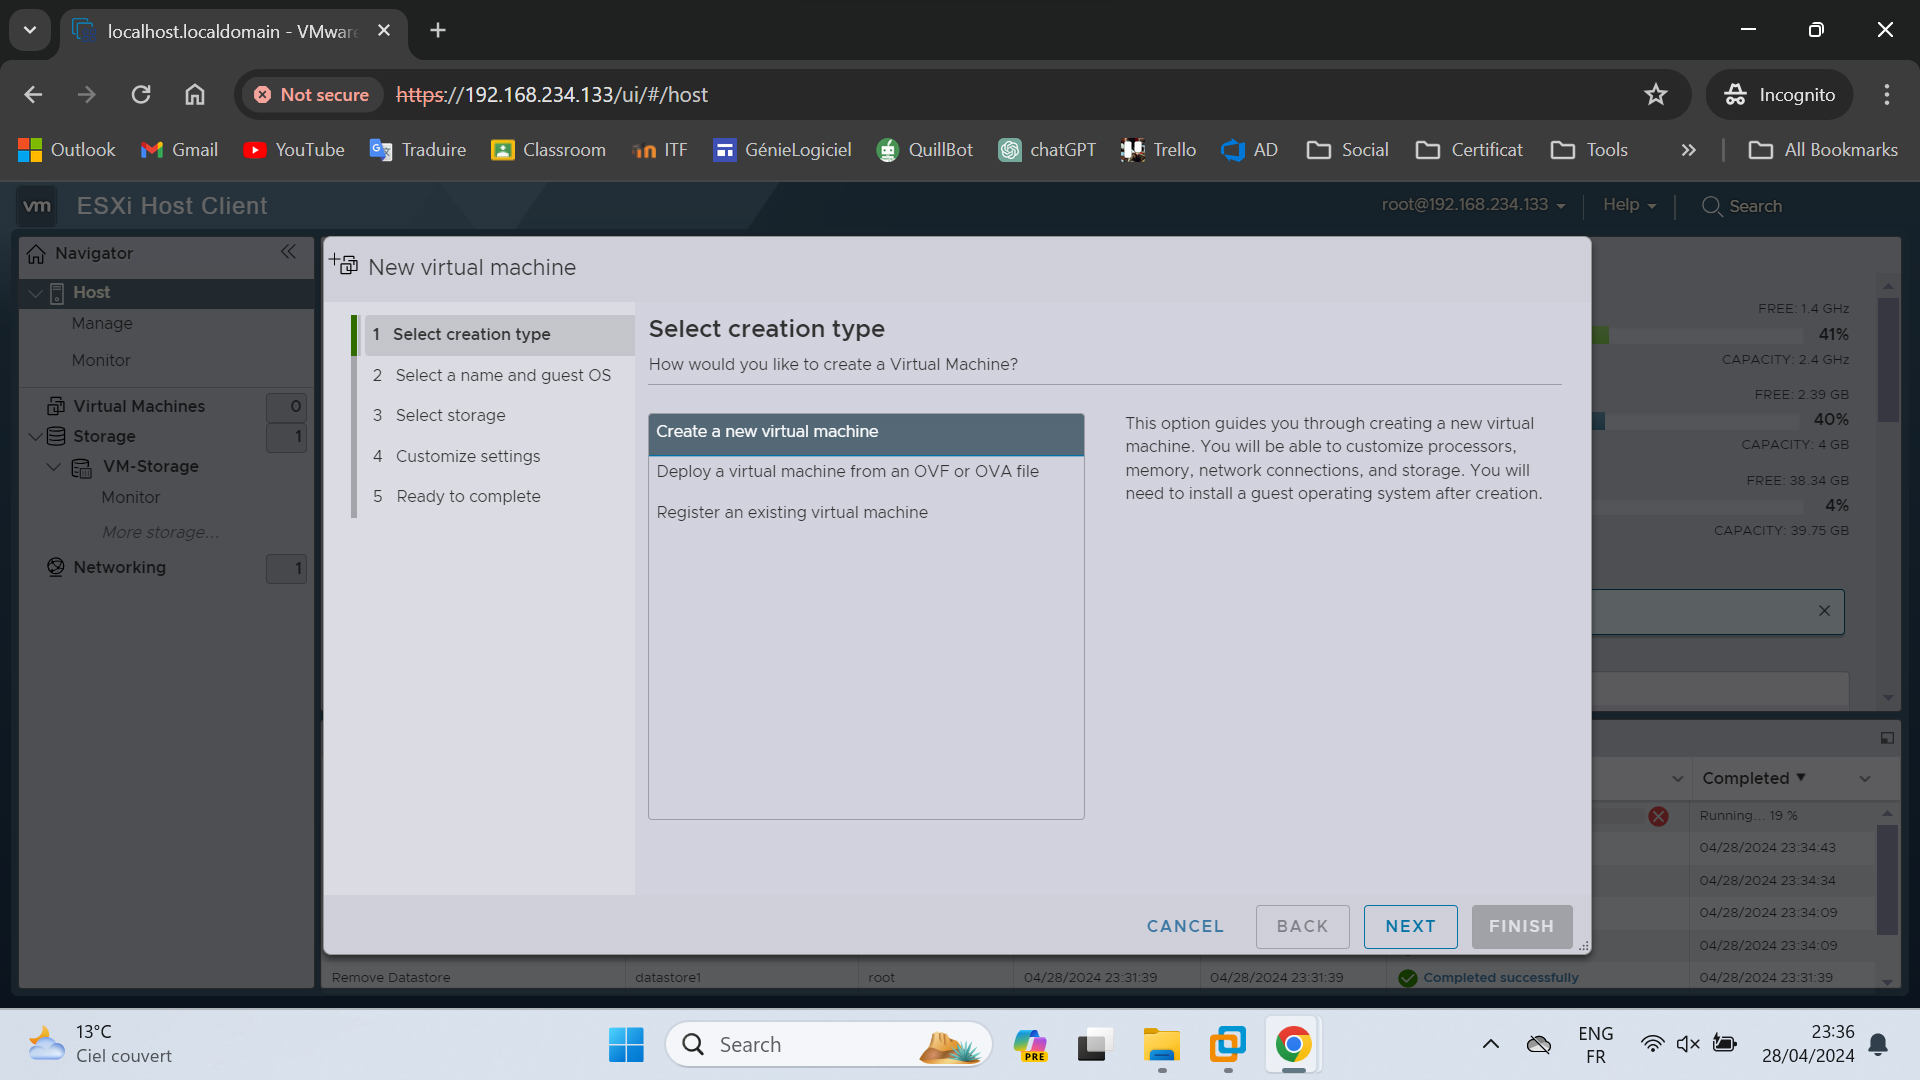 localhost.localdomain - VMware
Not secure
https://192.168.234.133/ui/#/host
Incognito
Outlook
Gmail
YouTube
Traduire
Classroom
ITF
GénieLogiciel
QuillBot
chatGPT
Trello
AD
Social
Certificat
Tools
All Bookmarks
vm
ESXi Host Client
root@192.168.234.133
Help
Search
Navigator
Host
Manage
Monitor
Virtual Machines 0
Storage 1
VM-Storage
Monitor
More storage...
Networking 1
New virtual machine
1 Select creation type
2 Select a name and guest OS
3 Select storage
4 Customize settings
5 Ready to complete
Select creation type
How would you like to create a Virtual Machine?
Create a new virtual machine
Deploy a virtual machine from an OVF or OVA file
Register an existing virtual machine
This option guides you through creating a new virtual
machine. You will be able to customize processors,
memory, network connections, and storage. You will
need to install a guest operating system after creation.
CANCEL
BACK
NEXT
FINISH
FREE: 1.4 GHz
41%
CAPACITY: 2.4 GHz
FREE: 2.39 GB
40%
CAPACITY: 4 GB
FREE: 38.34 GB
4%
CAPACITY: 39.75 GB
Completed ▼
Running... 19 %
04/28/2024 23:34:43
04/28/2024 23:34:34
04/28/2024 23:34:09
04/28/2024 23:34:09
Remove Datastore datastore1 root 04/28/2024 23:31:39 04/28/2024 23:31:39 Completed successfully 04/28/2024 23:31:39
13°C
Ciel couvert
Search
PRE
ENG
FR
23:36
28/04/2024